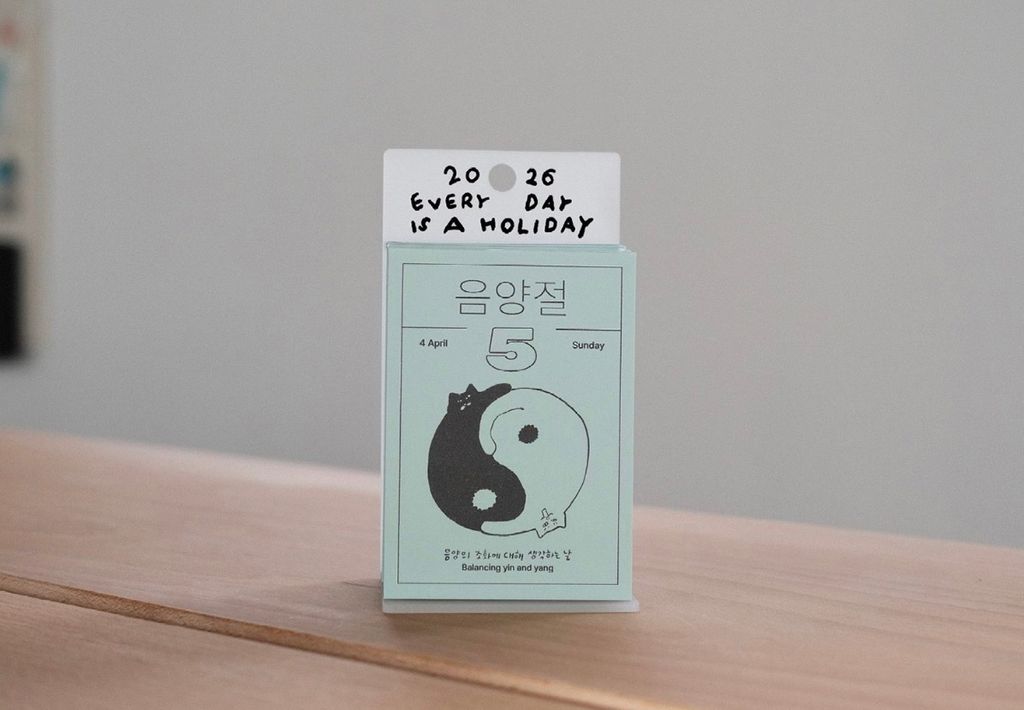 20 26
EVERY DAY
IS A HOLIDAY
음양절
4 April 5 Sunday
음양의 조화에 대해 생각하는 날
Balancing yin and yang